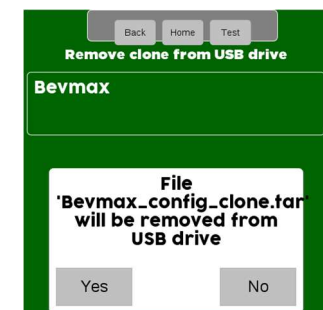 Back Home Test
Remove clone from USB drive
Bevmax
File
'Bevmax_config_clone.tar'
will be removed from
USB drive
Yes No